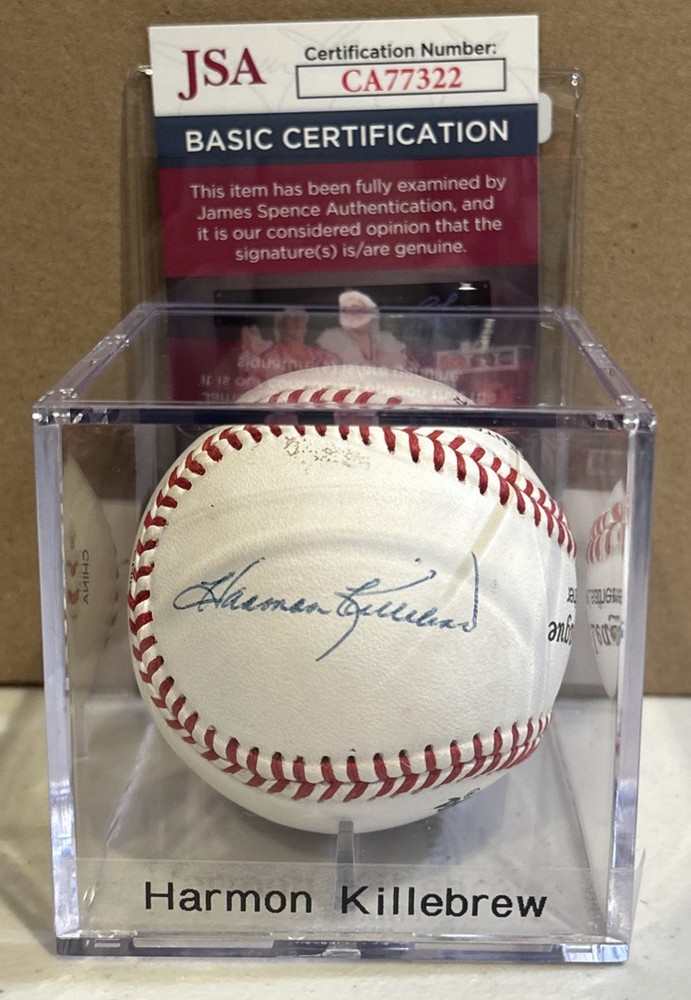 JSA
Certification Number:
CA77322
BASIC CERTIFICATION
This item has been fully examined by
James Spence Authentication, and
it is our considered opinion that the
signature(s) is/are genuine.
Harmon Killebrew
CHINA
Harmon Killebrew